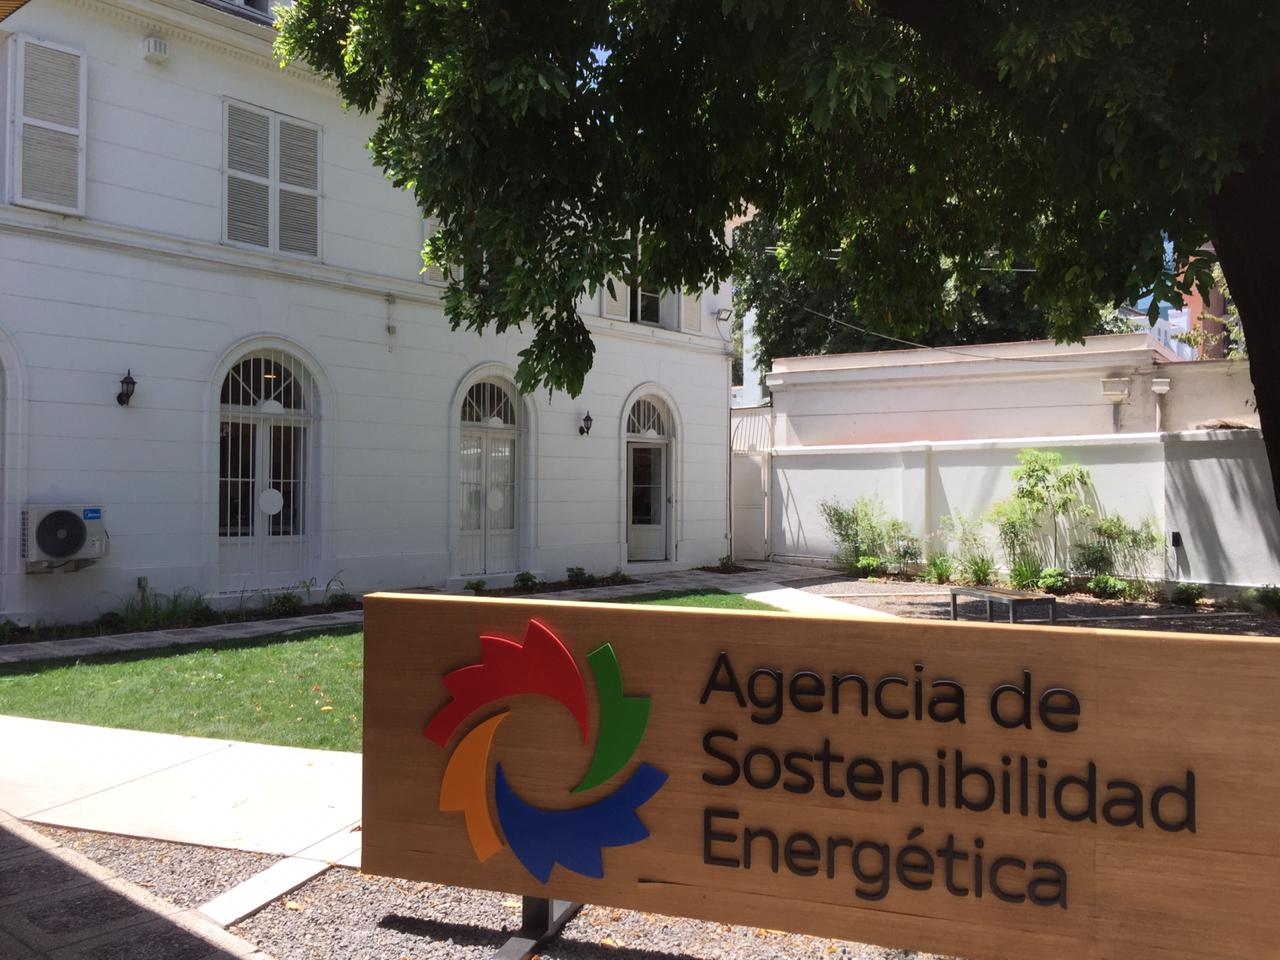 Agencia de
Sostenibilidad
Energética